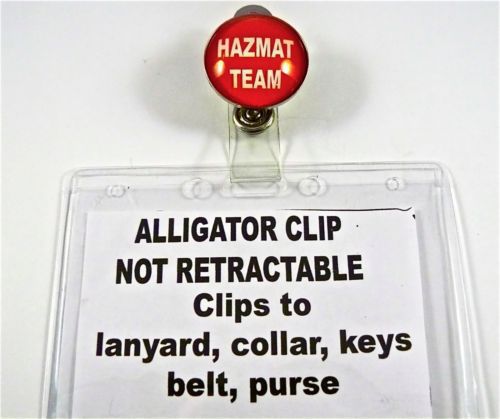 HAZMAT
TEAM
ALLIGATOR CLIP
NOT RETRACTABLE
Clips to
lanyard, collar, keys
belt, purse